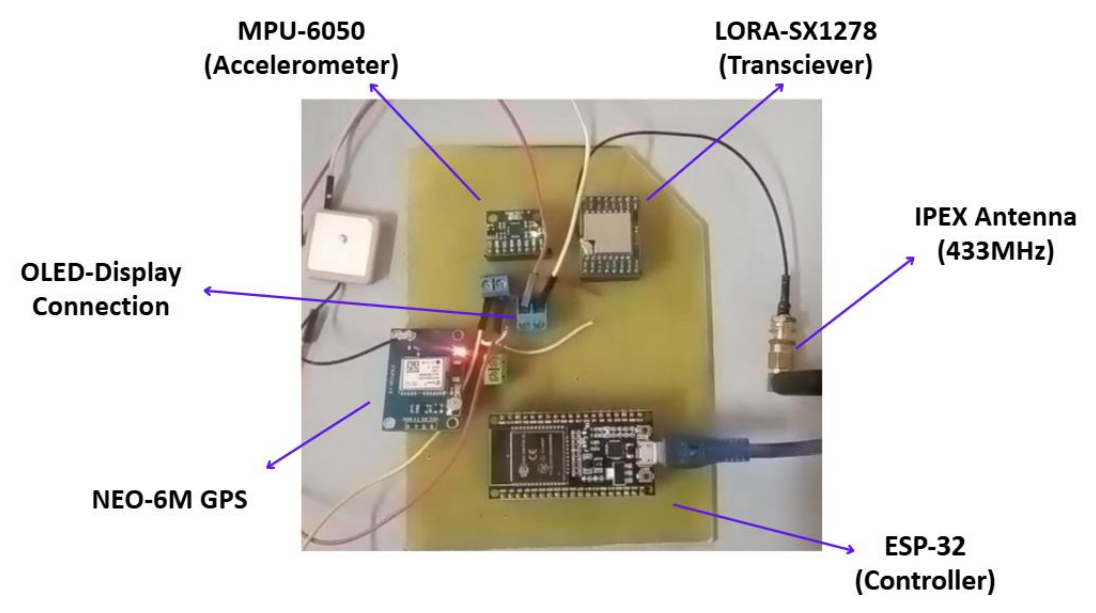 MPU-6050
(Accelerometer)
LORA-SX1278
(Transciever)
IPEX Antenna
(433MHz)
OLED-Display
Connection
NEO-6M GPS
ESP-32
(Controller)